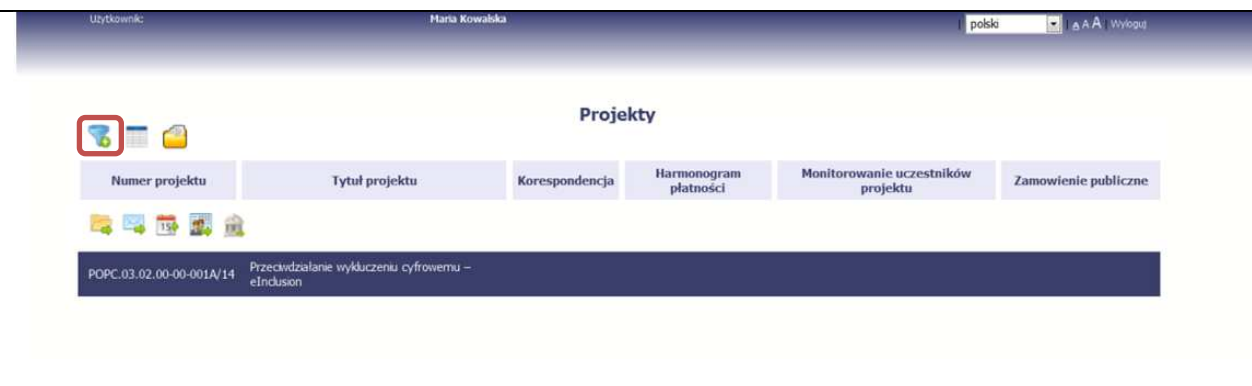 Użytkownik: Maria Kowalska | polski | A A A | Wyloguj
Projekty
Numer projektu Tytuł projektu Korespondencja Harmonogram płatności Monitorowanie uczestników projektu Zamowienie publiczne
15
POPC.03.02.00-00-001A/14 Przeciwdziałanie wykluczeniu cyfrowemu –
eInclusion